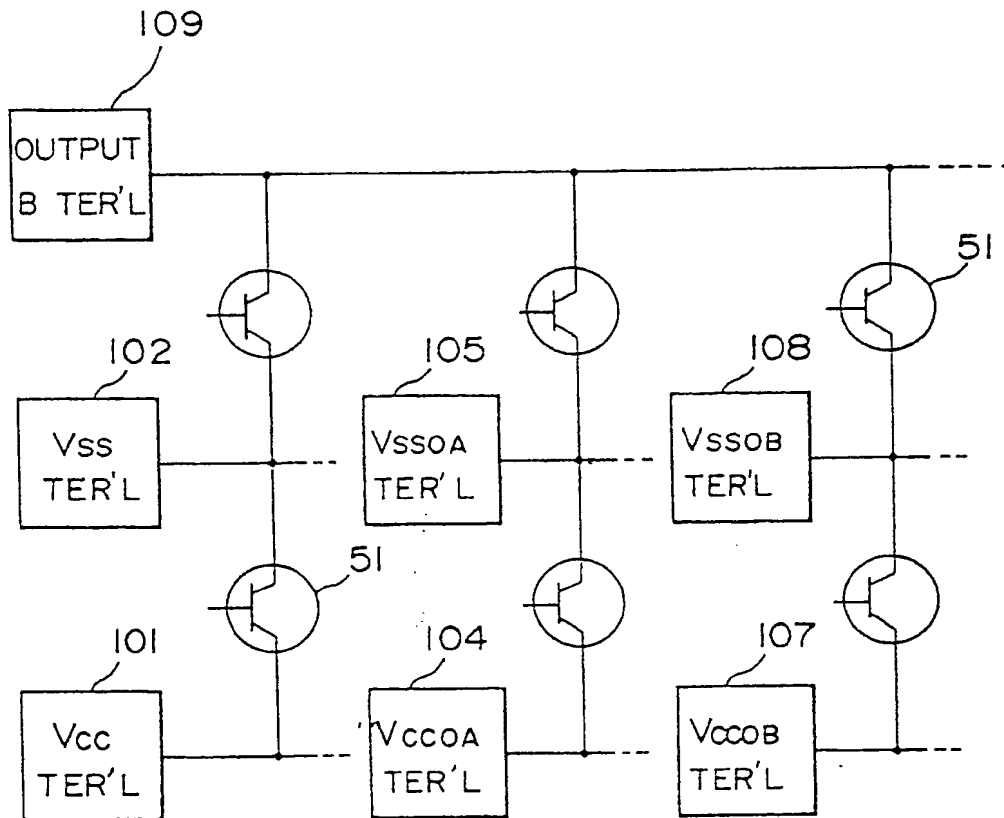 109
OUTPUT
B TER'L
51
102
105
108
VSS
TER'L
VSSOA
TER'L
VSSOB
TER'L
51
101
104
107
VCC
TER'L
VCCOA
TER'L
VCCOB
TER'L